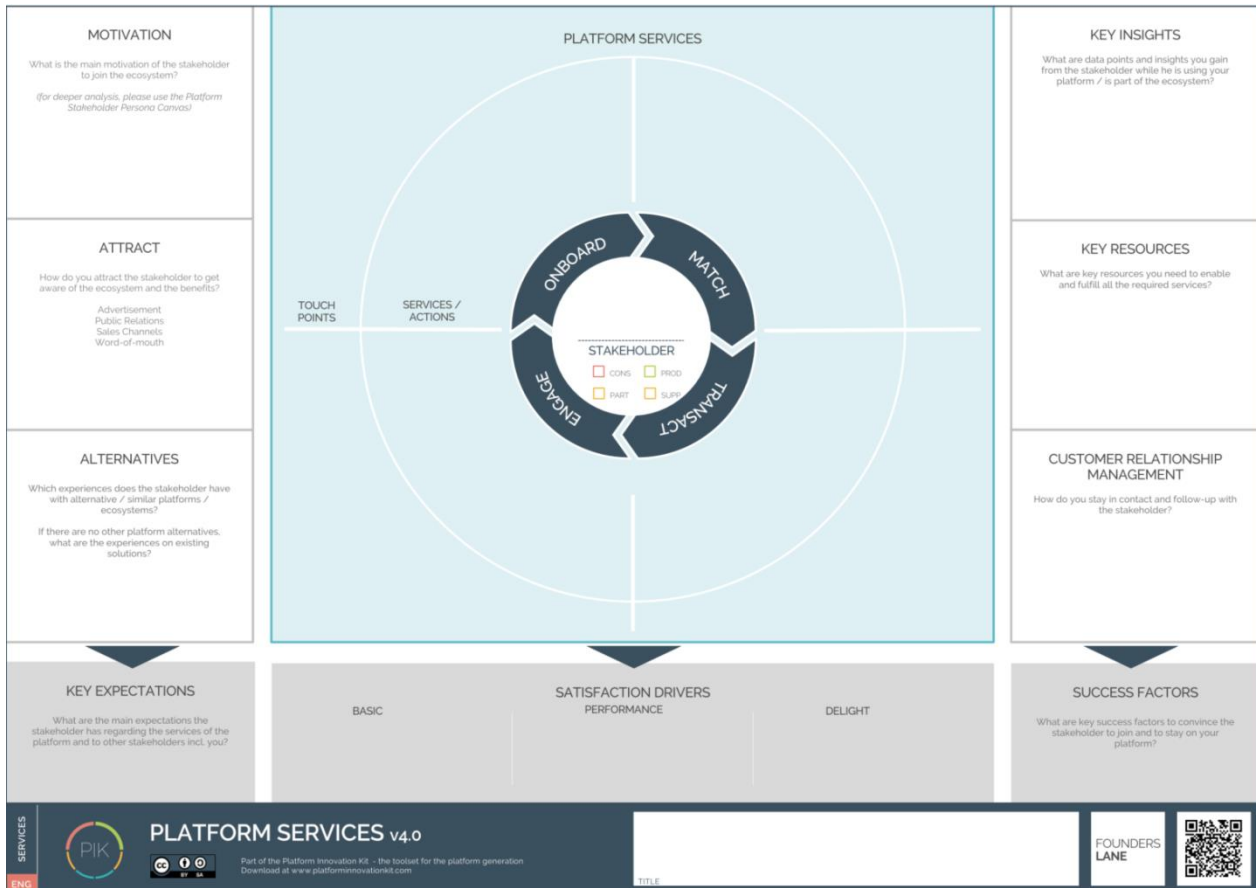 MOTIVATION
What is the main motivation of the stakeholder
to join the ecosystem?
(for deeper analysis, please use the Platform
Stakeholder Persona Canvas)
ATTRACT
How do you attract the stakeholder to get
aware of the ecosystem and the benefits?
Advertisement
Public Relations
Sales Channels
Word-of-mouth
ALTERNATIVES
Which experiences does the stakeholder have
with alternative / similar platforms /
ecosystems?
If there are no other platform alternatives,
what are the experiences on existing
solutions?
PLATFORM SERVICES
TOUCH
POINTS
SERVICES /
ACTIONS
ONBOARD
MATCH
TRANSACT
ENGAGE
STAKEHOLDER
CONS
PROD
PART
SUPP
KEY INSIGHTS
What are data points and insights you gain
from the stakeholder while he is using your
platform / is part of the ecosystem?
KEY RESOURCES
What are key resources you need to enable
and fulfill all the required services?
CUSTOMER RELATIONSHIP
MANAGEMENT
How do you stay in contact and follow-up with
the stakeholder?
KEY EXPECTATIONS
What are the main expectations the
stakeholder has regarding the services of the
platform and to other stakeholders incl. you?
SATISFACTION DRIVERS
BASIC
PERFORMANCE
DELIGHT
SUCCESS FACTORS
What are key success factors to convince the
stakeholder to join and to stay on your
platform?
SERVICES
ENG
PIK
PLATFORM SERVICES v4.0
cc
BY SA
Part of the Platform Innovation Kit - the toolset for the platform generation
Download at www.platforminnovationkit.com
TITLE
FOUNDERS
LANE